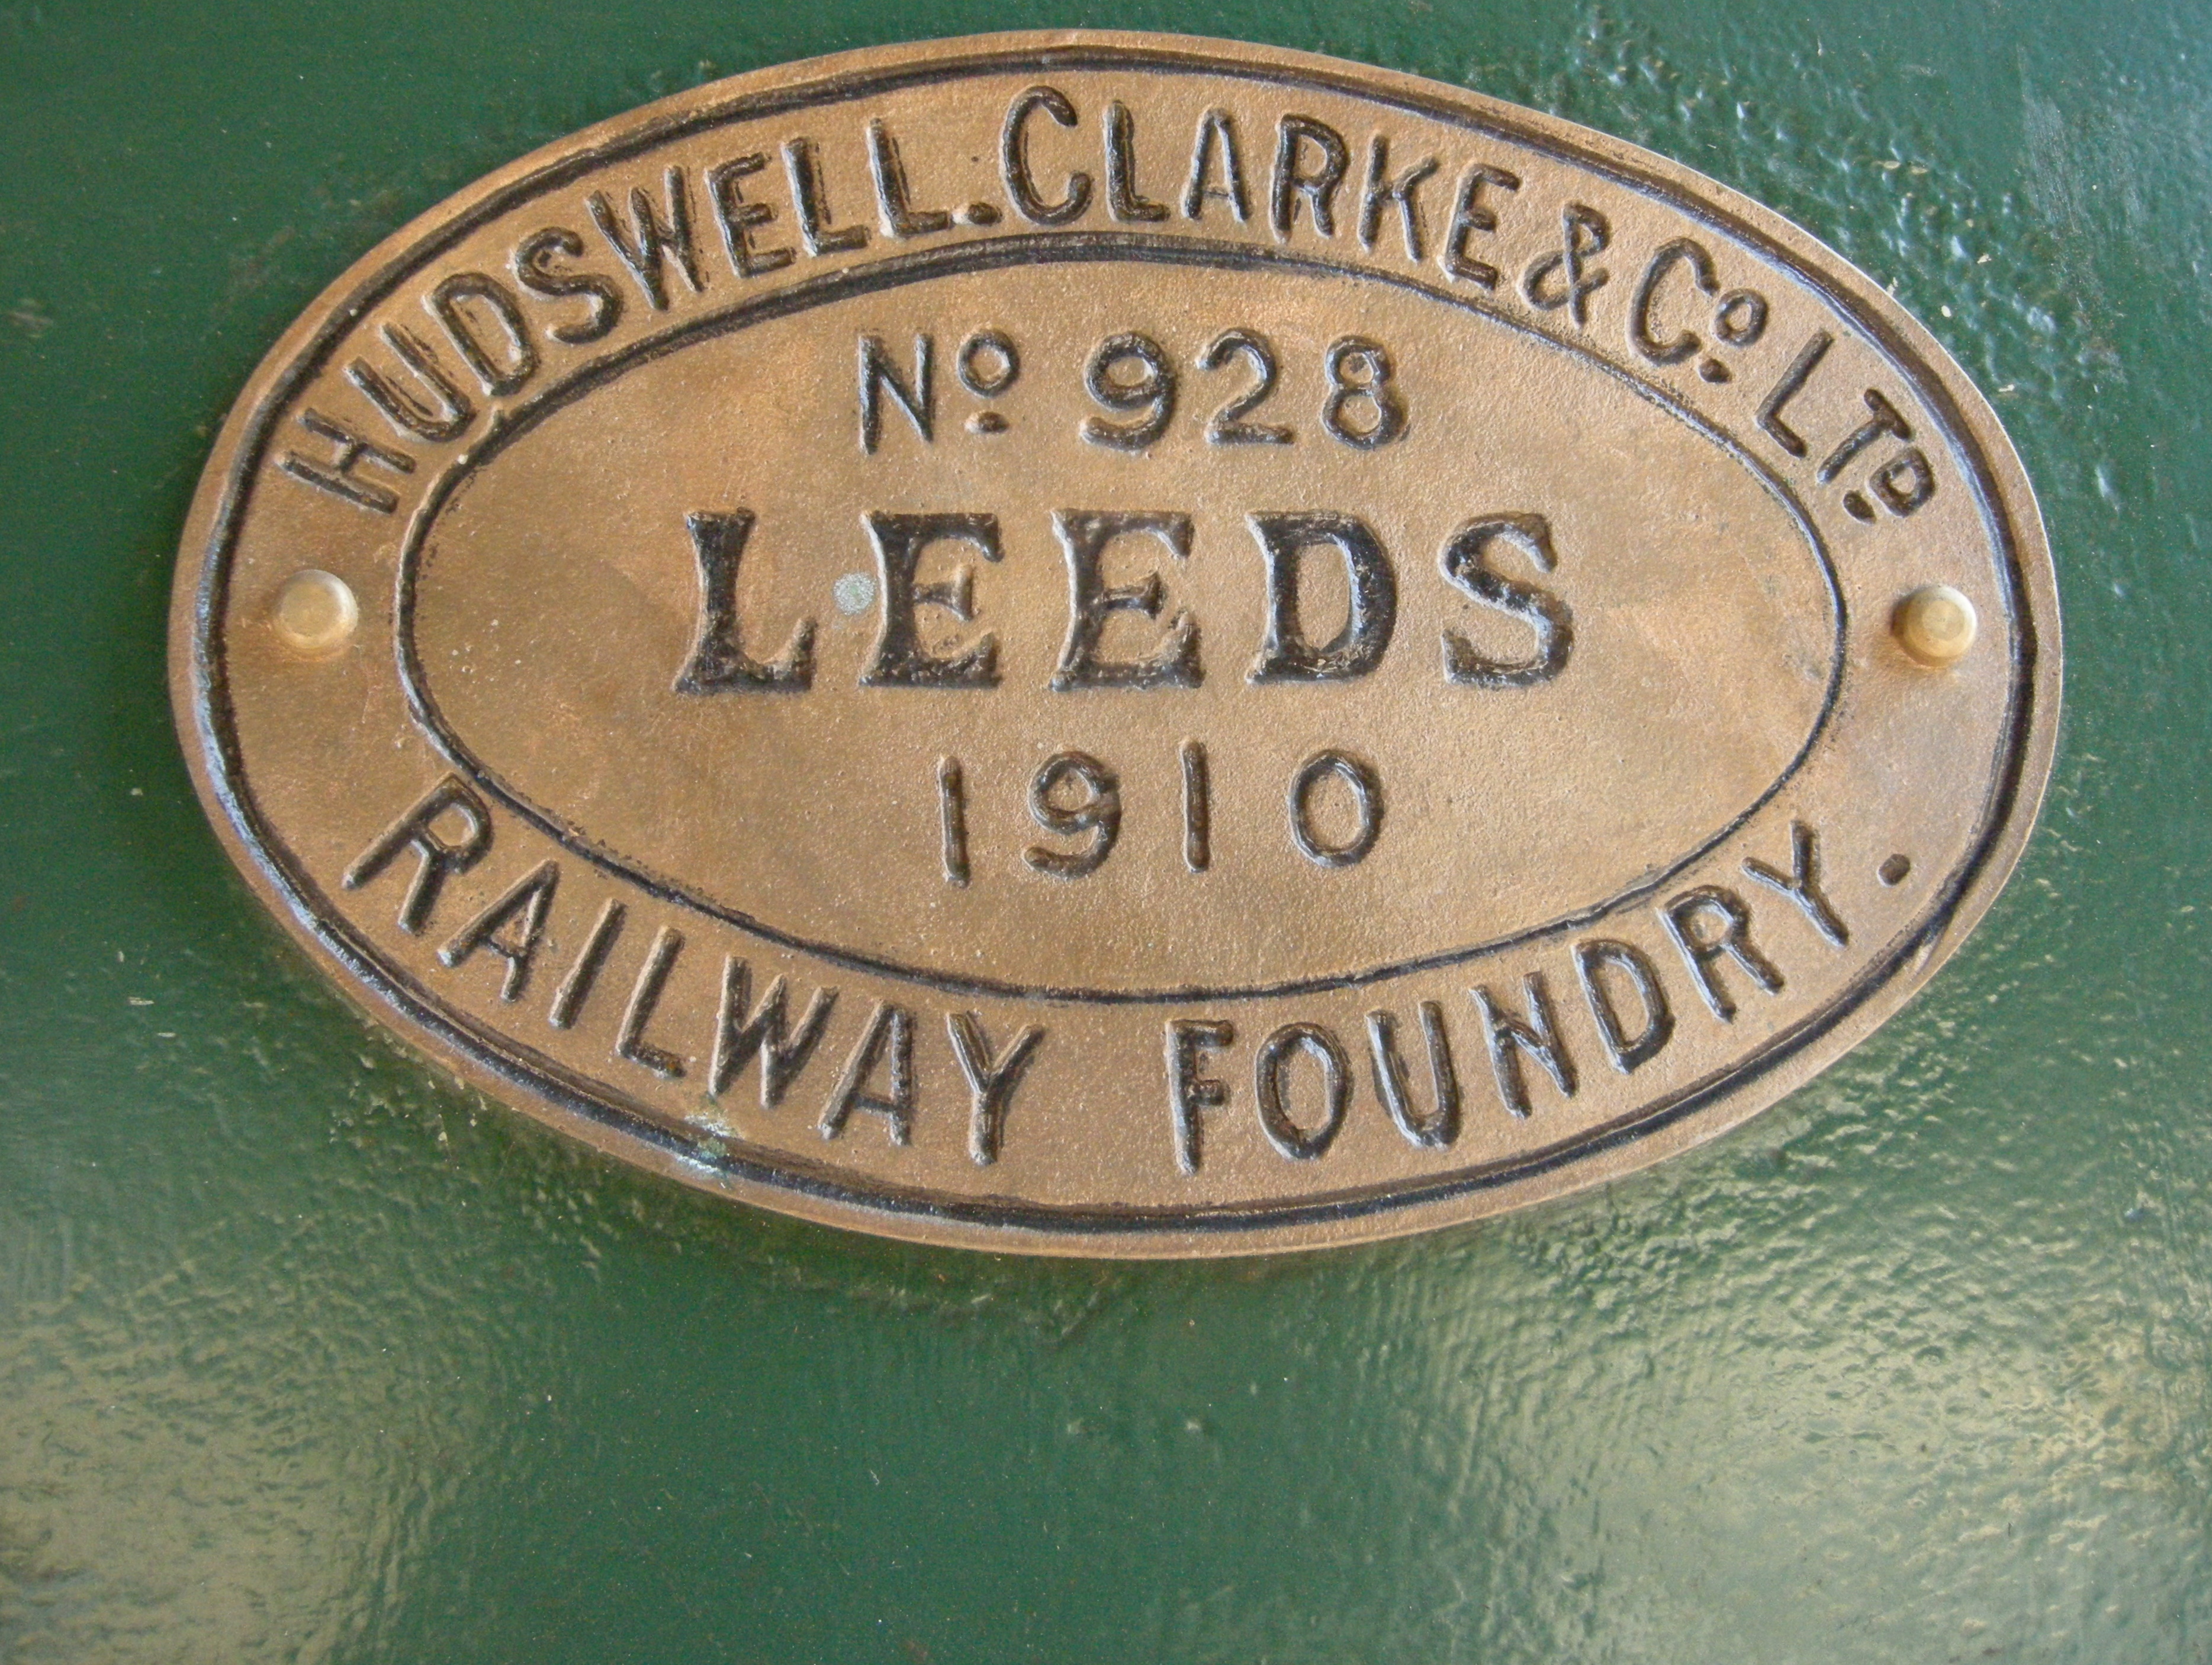 HUDSWELL. CLARKE & Co. LTD.
No. 928
LEEDS
1910
RAILWAY FOUNDRY.